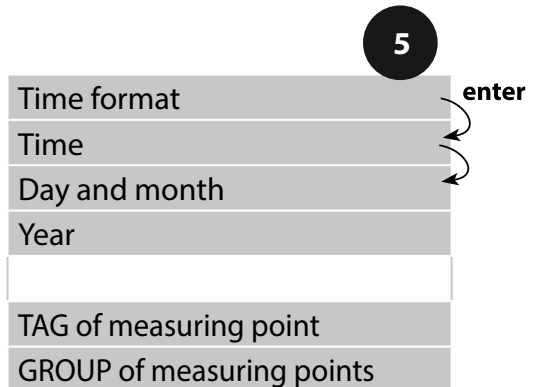 5
Time format
enter
Time
Day and month
Year
TAG of measuring point
GROUP of measuring points